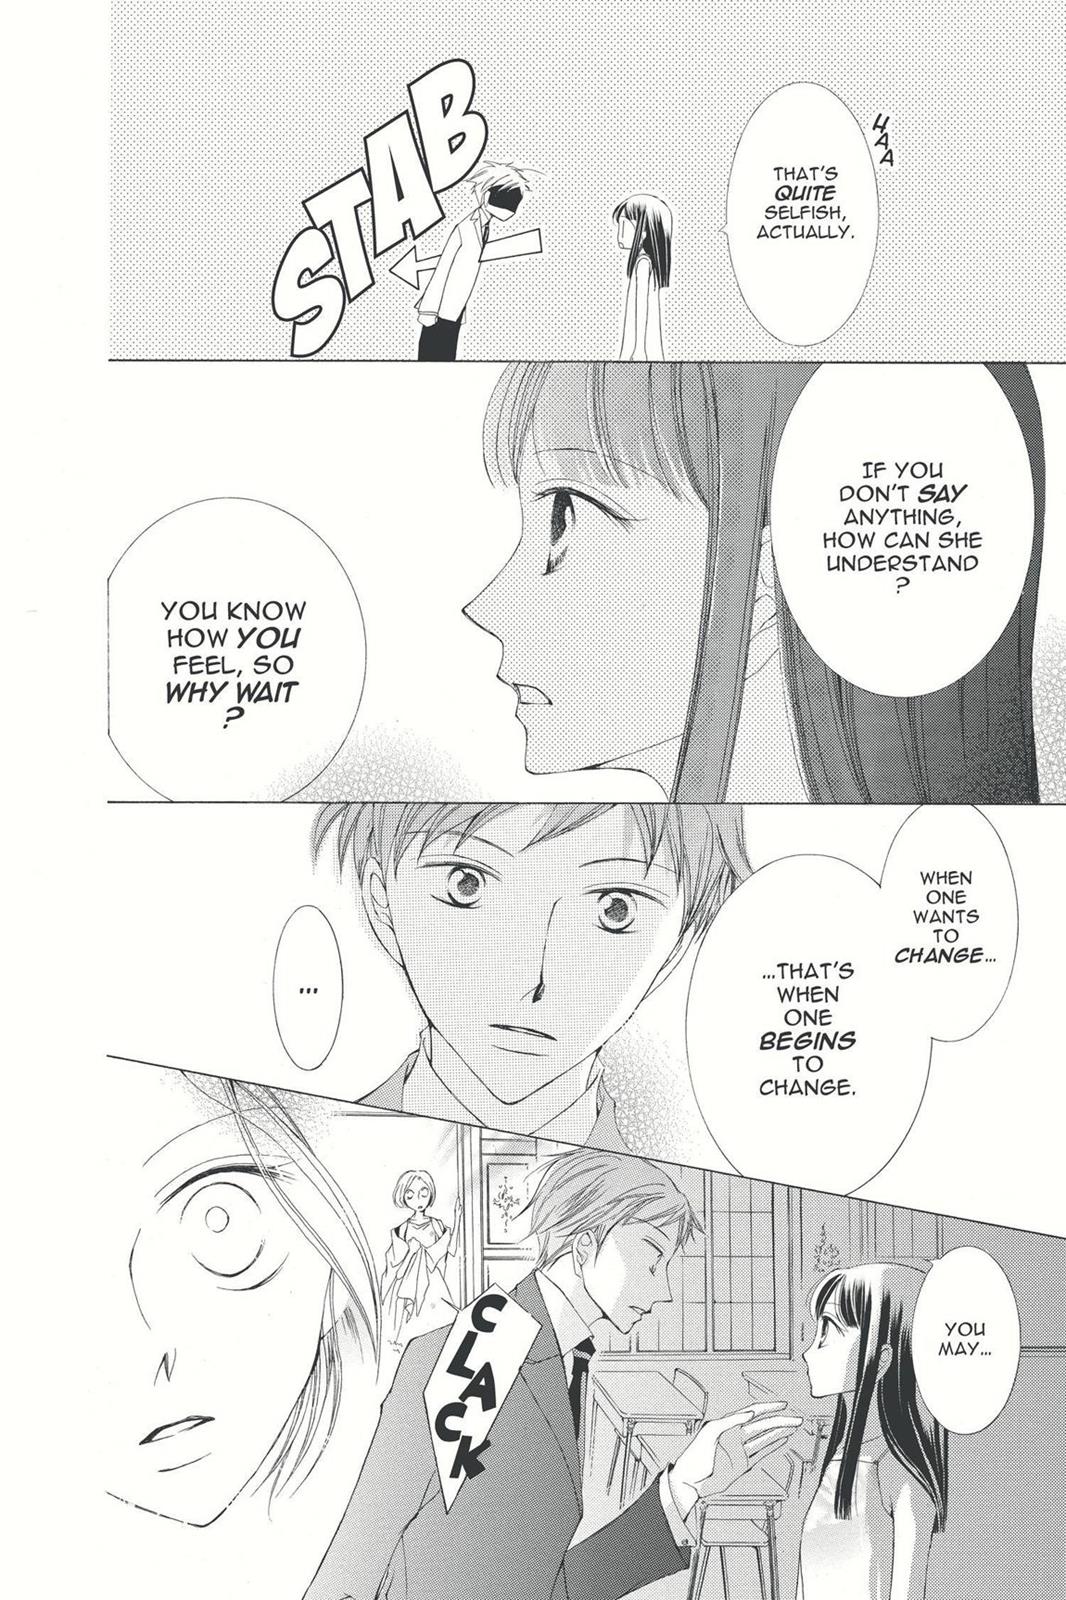 HAA
THAT'S
QUITE
SELFISH,
ACTUALLY.
STAB
IF YOU
DON'T SAY
ANYTHING,
HOW CAN SHE
UNDERSTAND
?
YOU KNOW
HOW YOU
FEEL, SO
WHY WAIT
?
WHEN
ONE
WANTS
TO
CHANGE...
...THAT'S
WHEN
ONE
BEGINS
TO
CHANGE.
...
YOU
MAY...
CLACK